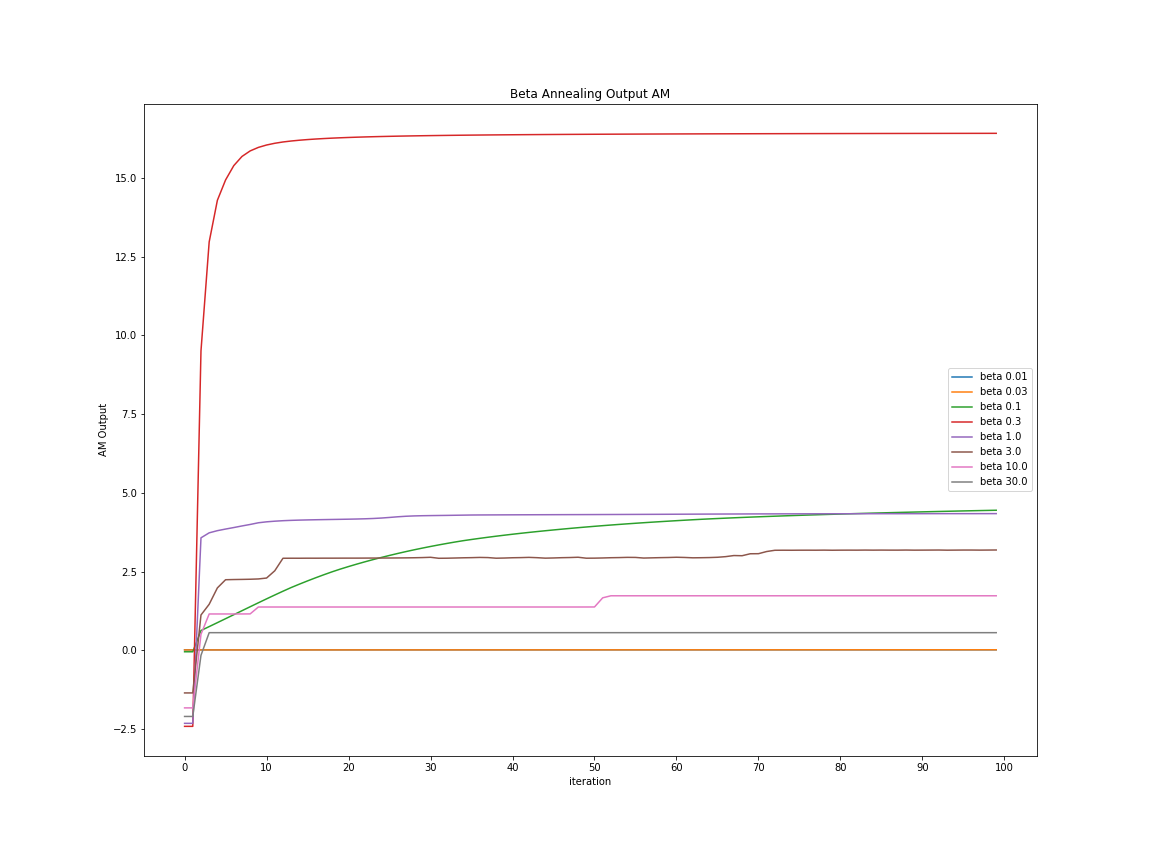 Beta Annealing Output AM
15.0
12.5
10.0
7.5
5.0
2.5
0.0
−2.5
AM Output
beta 0.01
beta 0.03
beta 0.1
beta 0.3
beta 1.0
beta 3.0
beta 10.0
beta 30.0
0 10 20 30 40 50 60 70 80 90 100
iteration